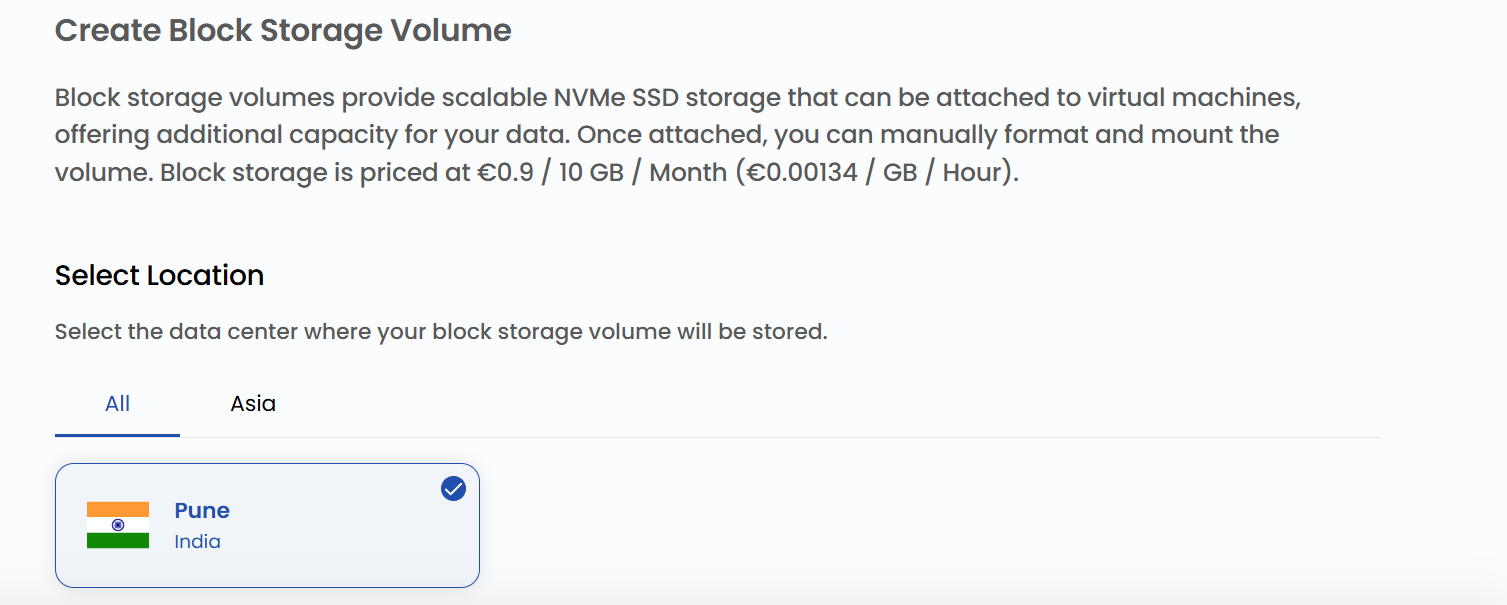 Create Block Storage Volume
Block storage volumes provide scalable NVMe SSD storage that can be attached to virtual machines,
offering additional capacity for your data. Once attached, you can manually format and mount the
volume. Block storage is priced at €0.9 / 10 GB / Month (€0.00134 / GB / Hour).
Select Location
Select the data center where your block storage volume will be stored.
All Asia
Pune
India